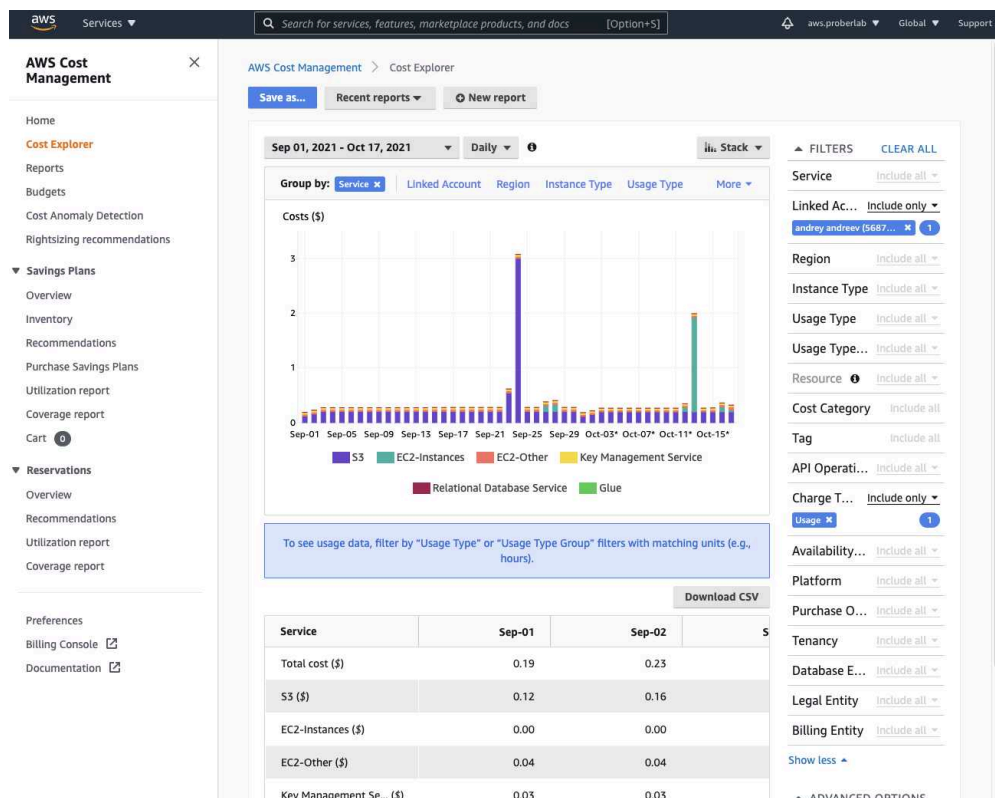 aws Services ▼ Search for services, features, marketplace products, and docs [Option+S] aws.proberlab ▼ Global ▼ Support
AWS Cost
Management
Home
Cost Explorer
Reports
Budgets
Cost Anomaly Detection
Rightsizing recommendations
Savings Plans
Overview
Inventory
Recommendations
Purchase Savings Plans
Utilization report
Coverage report
Cart 0
Reservations
Overview
Recommendations
Utilization report
Coverage report
Preferences
Billing Console
Documentation
AWS Cost Management > Cost Explorer
Save as... Recent reports ▼ New report
Sep 01, 2021 - Oct 17, 2021 Daily Stack
Group by: Service × Linked Account Region Instance Type Usage Type More
Costs ($)
3
2
1
0
Sep-01 Sep-05 Sep-09 Sep-13 Sep-17 Sep-21 Sep-25 Sep-29 Oct-03* Oct-07* Oct-11* Oct-15*
S3 EC2-Instances EC2-Other Key Management Service
Relational Database Service Glue
To see usage data, filter by "Usage Type" or "Usage Type Group" filters with matching units (e.g.,
hours).
Download CSV
Service Sep-01 Sep-02 S
Total cost ($) 0.19 0.23
S3 ($) 0.12 0.16
EC2-Instances ($) 0.00 0.00
EC2-Other ($) 0.04 0.04
Key Management Se... ($) 0.03 0.03
FILTERS CLEAR ALL
Service Include all
Linked Ac... Include only
andrey andreev (5687... × 1
Region Include all
Instance Type Include all
Usage Type Include all
Usage Type... Include all
Resource Include all
Cost Category Include all
Tag Include all
API Operati... Include all
Charge T... Include only
Usage × 1
Availability... Include all
Platform Include all
Purchase O... Include all
Tenancy Include all
Database E... Include all
Legal Entity Include all
Billing Entity Include all
Show less
ADVANCED OPTIONS